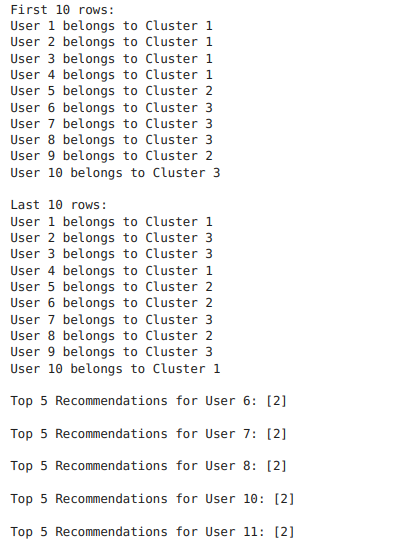 First 10 rows:
User 1 belongs to Cluster 1
User 2 belongs to Cluster 1
User 3 belongs to Cluster 1
User 4 belongs to Cluster 1
User 5 belongs to Cluster 2
User 6 belongs to Cluster 3
User 7 belongs to Cluster 3
User 8 belongs to Cluster 3
User 9 belongs to Cluster 2
User 10 belongs to Cluster 3
Last 10 rows:
User 1 belongs to Cluster 1
User 2 belongs to Cluster 3
User 3 belongs to Cluster 3
User 4 belongs to Cluster 1
User 5 belongs to Cluster 2
User 6 belongs to Cluster 2
User 7 belongs to Cluster 3
User 8 belongs to Cluster 2
User 9 belongs to Cluster 3
User 10 belongs to Cluster 1
Top 5 Recommendations for User 6: [2]
Top 5 Recommendations for User 7: [2]
Top 5 Recommendations for User 8: [2]
Top 5 Recommendations for User 10: [2]
Top 5 Recommendations for User 11: [2]